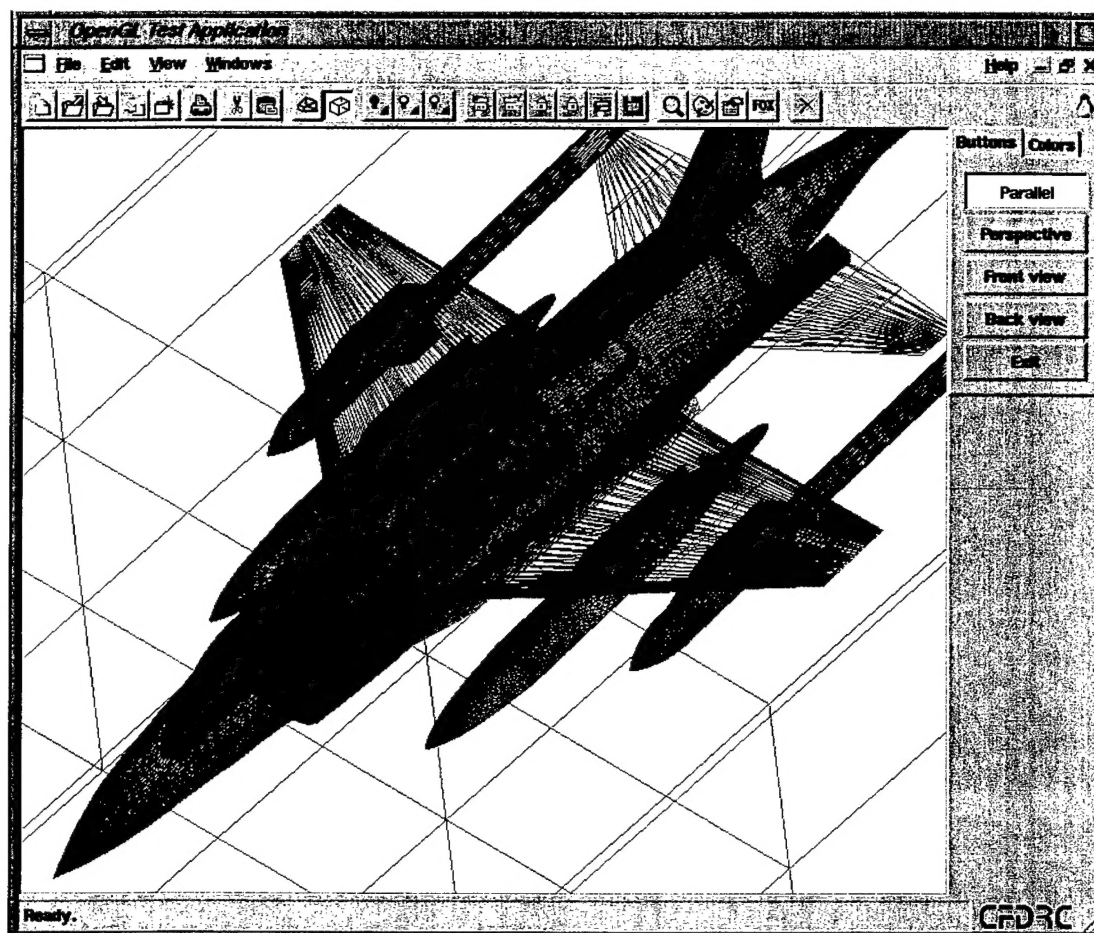 OpenGL Test Application
File Edit View Windows Help
FOX
Buttons Colors
Parallel
Perspective
Front view
Back view
Exit
Ready.
CFDRC